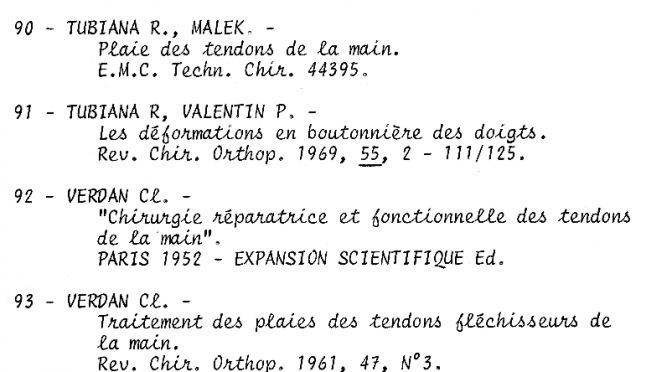 90 - TUBIANA R., MALEK. -
Plaie des tendons de la main.
E.M.C. Techn. Chir. 44395.
91 - TUBIANA R, VALENTIN P. -
Les déformations en boutonnière des doigts.
Rev. Chir. Orthop. 1969, 55, 2 - 111/125.
92 - VERDAN Cl. -
"Chirurgie réparatrice et fonctionnelle des tendons
de la main".
PARIS 1952 - EXPANSION SCIENTIFIQUE Ed.
93 - VERDAN Cl. -
Traitement des plaies des tendons fléchisseurs de
la main.
Rev. Chir. Orthop. 1961, 47, N°3.